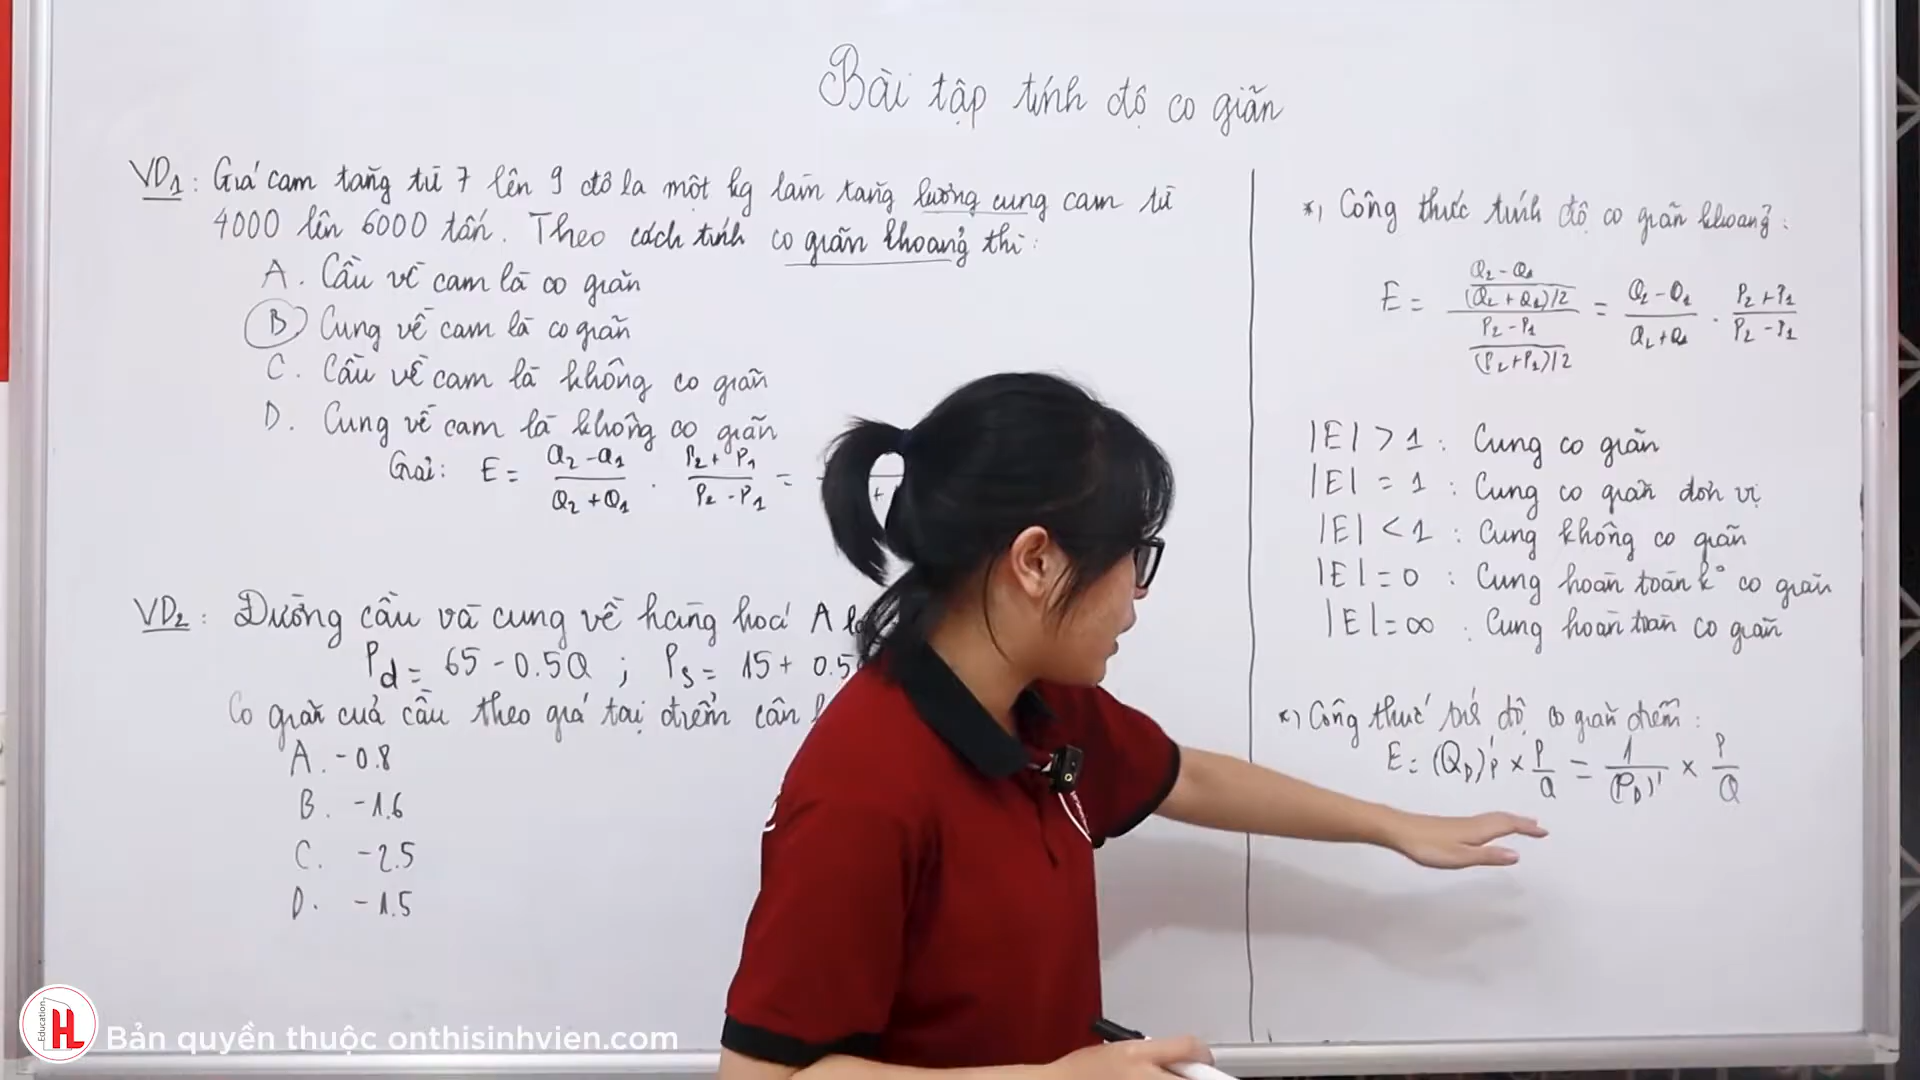 Bài tập tính độ co giãn
VD1: Giá cam tăng từ 7 lên 9 đô la một kg làm tăng lượng cung cam từ
4000 lên 6000 tấn. Theo cách tính co giãn khoảng thì:
A. Cầu về cam là co giãn
B Cung về cam là co giãn
C. Cầu về cam là không co giãn
D. Cung về cam là không co giãn
Giải: E = (Q2 - Q1)/(Q2 + Q1) . (P2 + P1)/(P2 - P1) =
VD2: Đường cầu và cung về hàng hoá A
Pd = 65 - 0.5Q ; Ps = 15 + 0.5
Co giãn của cầu theo giá tại điểm cân
A. -0.8
B. -1.6
C. -2.5
D. -1.5
*) Công thức tính độ co giãn khoảng:
E = ((Q2 - Q1)/((Q2 + Q1)/2))/((P2 - P1)/((P2 + P1)/2)) = (Q2 - Q1)/(Q2 + Q1) . (P2 + P1)/(P2 - P1)
|E| > 1 : Cung co giãn
|E| = 1 : Cung co giãn đơn vị
|E| < 1 : Cung không co giãn
|E| = 0 : Cung hoàn toàn k° co giãn
|E| = ∞ : Cung hoàn toàn co giãn
*) Công thức độ co giãn điểm:
E = (QD)'P × P/Q = 1/(PD)' × P/Q
Education
HL
Bản quyền thuộc onthisinhvien.com